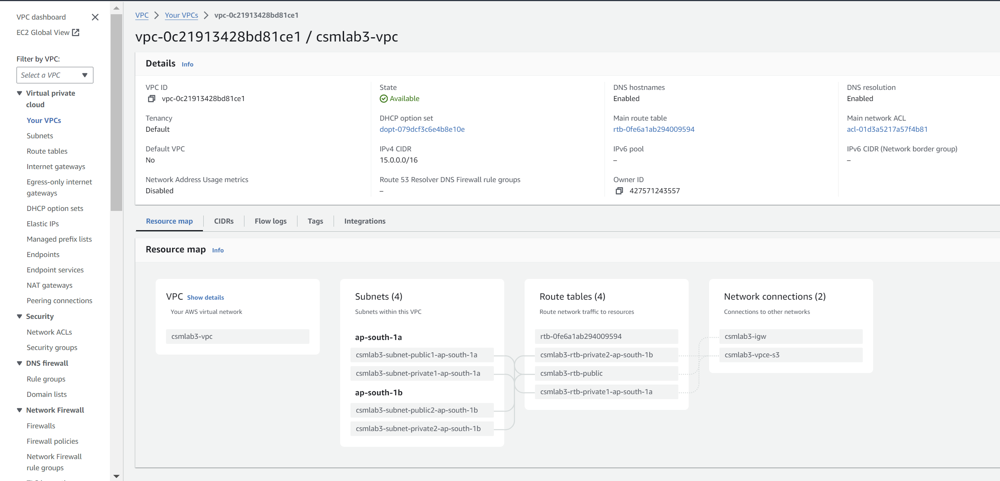 VPC dashboard
EC2 Global View
Filter by VPC:
Select a VPC
Virtual private
cloud
Your VPCs
Subnets
Route tables
Internet gateways
Egress-only internet
gateways
DHCP option sets
Elastic IPs
Managed prefix lists
Endpoints
Endpoint services
NAT gateways
Peering connections
Security
Network ACLs
Security groups
DNS firewall
Rule groups
Domain lists
Network Firewall
Firewalls
Firewall policies
Network Firewall
rule groups
VPC > Your VPCs > vpc-0c21913428bd81ce1
vpc-0c21913428bd81ce1 / csmlab3-vpc
Details Info
VPC ID
vpc-0c21913428bd81ce1
State
Available
DNS hostnames
Enabled
DNS resolution
Enabled
Tenancy
Default
DHCP option set
dopt-079dcf3c6e4b8e10e
Main route table
rtb-0fe6a1ab294009594
Main network ACL
acl-01d3a5217a57f4b81
Default VPC
No
IPv4 CIDR
15.0.0.0/16
IPv6 pool
–
IPv6 CIDR (Network border group)
–
Network Address Usage metrics
Disabled
Route 53 Resolver DNS Firewall rule groups
–
Owner ID
427571243557
Resource map
CIDRs
Flow logs
Tags
Integrations
Resource map Info
VPC Show details
Your AWS virtual network
csmlab3-vpc
Subnets (4)
Subnets within this VPC
ap-south-1a
csmlab3-subnet-public1-ap-south-1a
csmlab3-subnet-private1-ap-south-1a
ap-south-1b
csmlab3-subnet-public2-ap-south-1b
csmlab3-subnet-private2-ap-south-1b
Route tables (4)
Route network traffic to resources
rtb-0fe6a1ab294009594
csmlab3-rtb-private2-ap-south-1b
csmlab3-rtb-public
csmlab3-rtb-private1-ap-south-1a
Network connections (2)
Connections to other networks
csmlab3-igw
csmlab3-vpce-s3